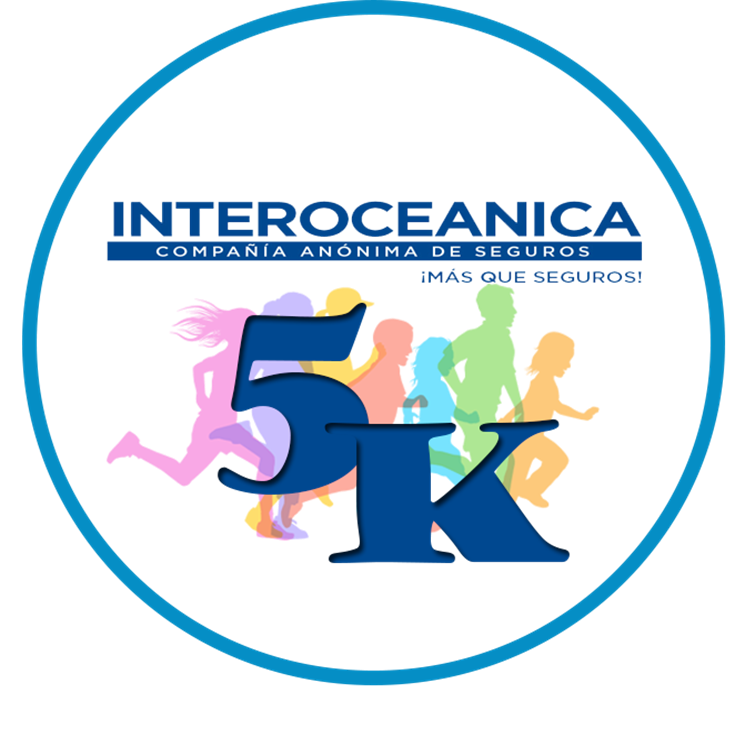 INTEROCEANICA
COMPAÑÍA ANÓNIMA DE SEGUROS
¡MÁS QUE SEGUROS!
5K